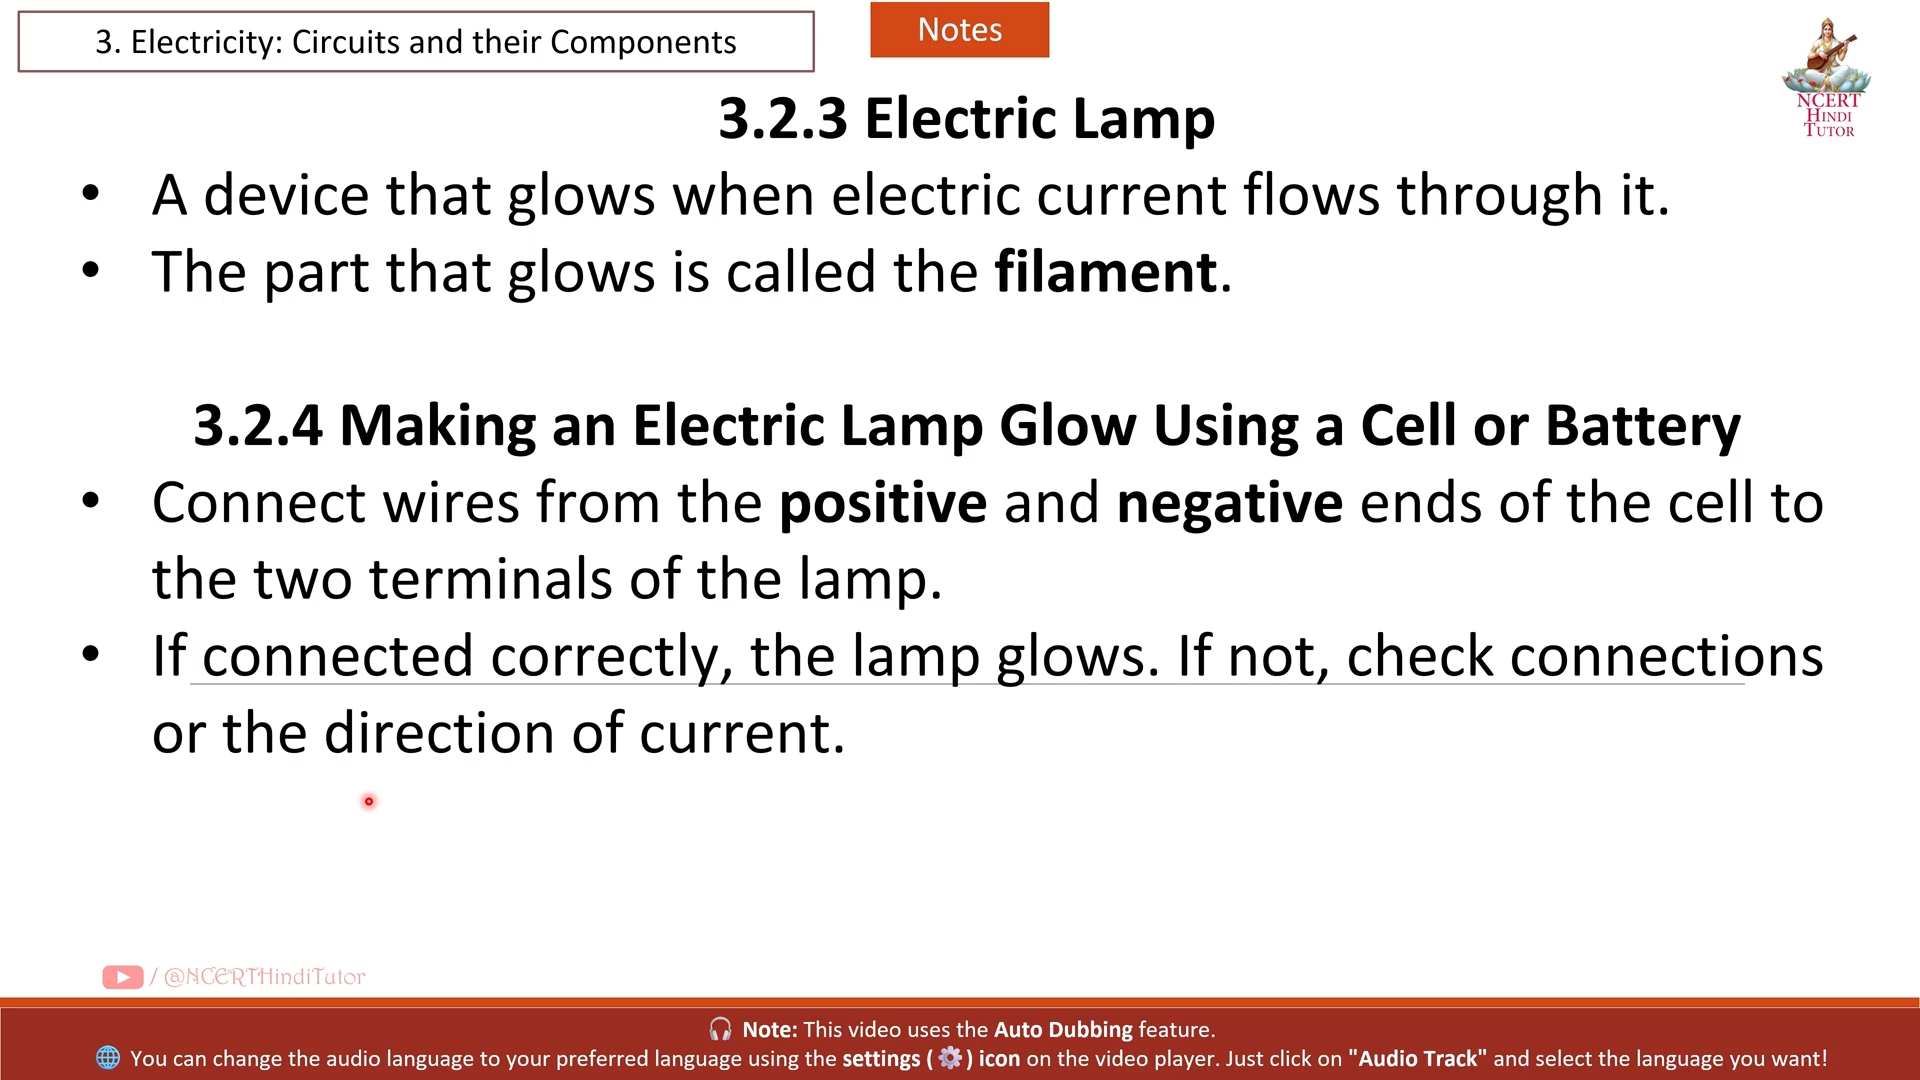 3. Electricity: Circuits and their Components
Notes
NCERT
HINDI
TUTOR
3.2.3 Electric Lamp
• A device that glows when electric current flows through it.
• The part that glows is called the filament.
3.2.4 Making an Electric Lamp Glow Using a Cell or Battery
• Connect wires from the positive and negative ends of the cell to
the two terminals of the lamp.
• If connected correctly, the lamp glows. If not, check connections
or the direction of current.
/ @NCERTHindiTutor
🎧 Note: This video uses the Auto Dubbing feature.
🌐 You can change the audio language to your preferred language using the settings ( ⚙️ ) icon on the video player. Just click on "Audio Track" and select the language you want!